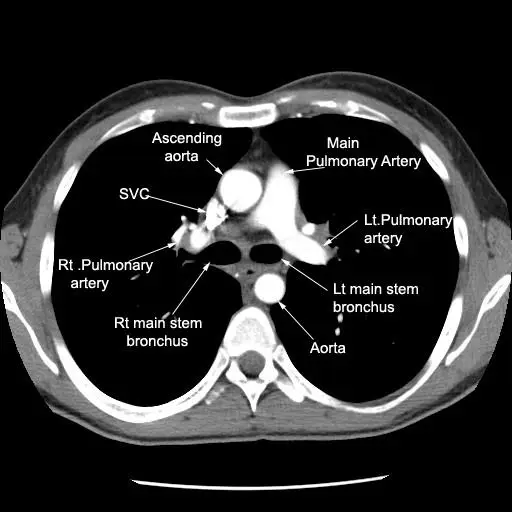 Ascending
aorta
Main
Pulmonary Artery
SVC
Lt.Pulmonary
artery
Rt .Pulmonary
artery
Lt main stem
bronchus
Rt main stem
bronchus
Aorta